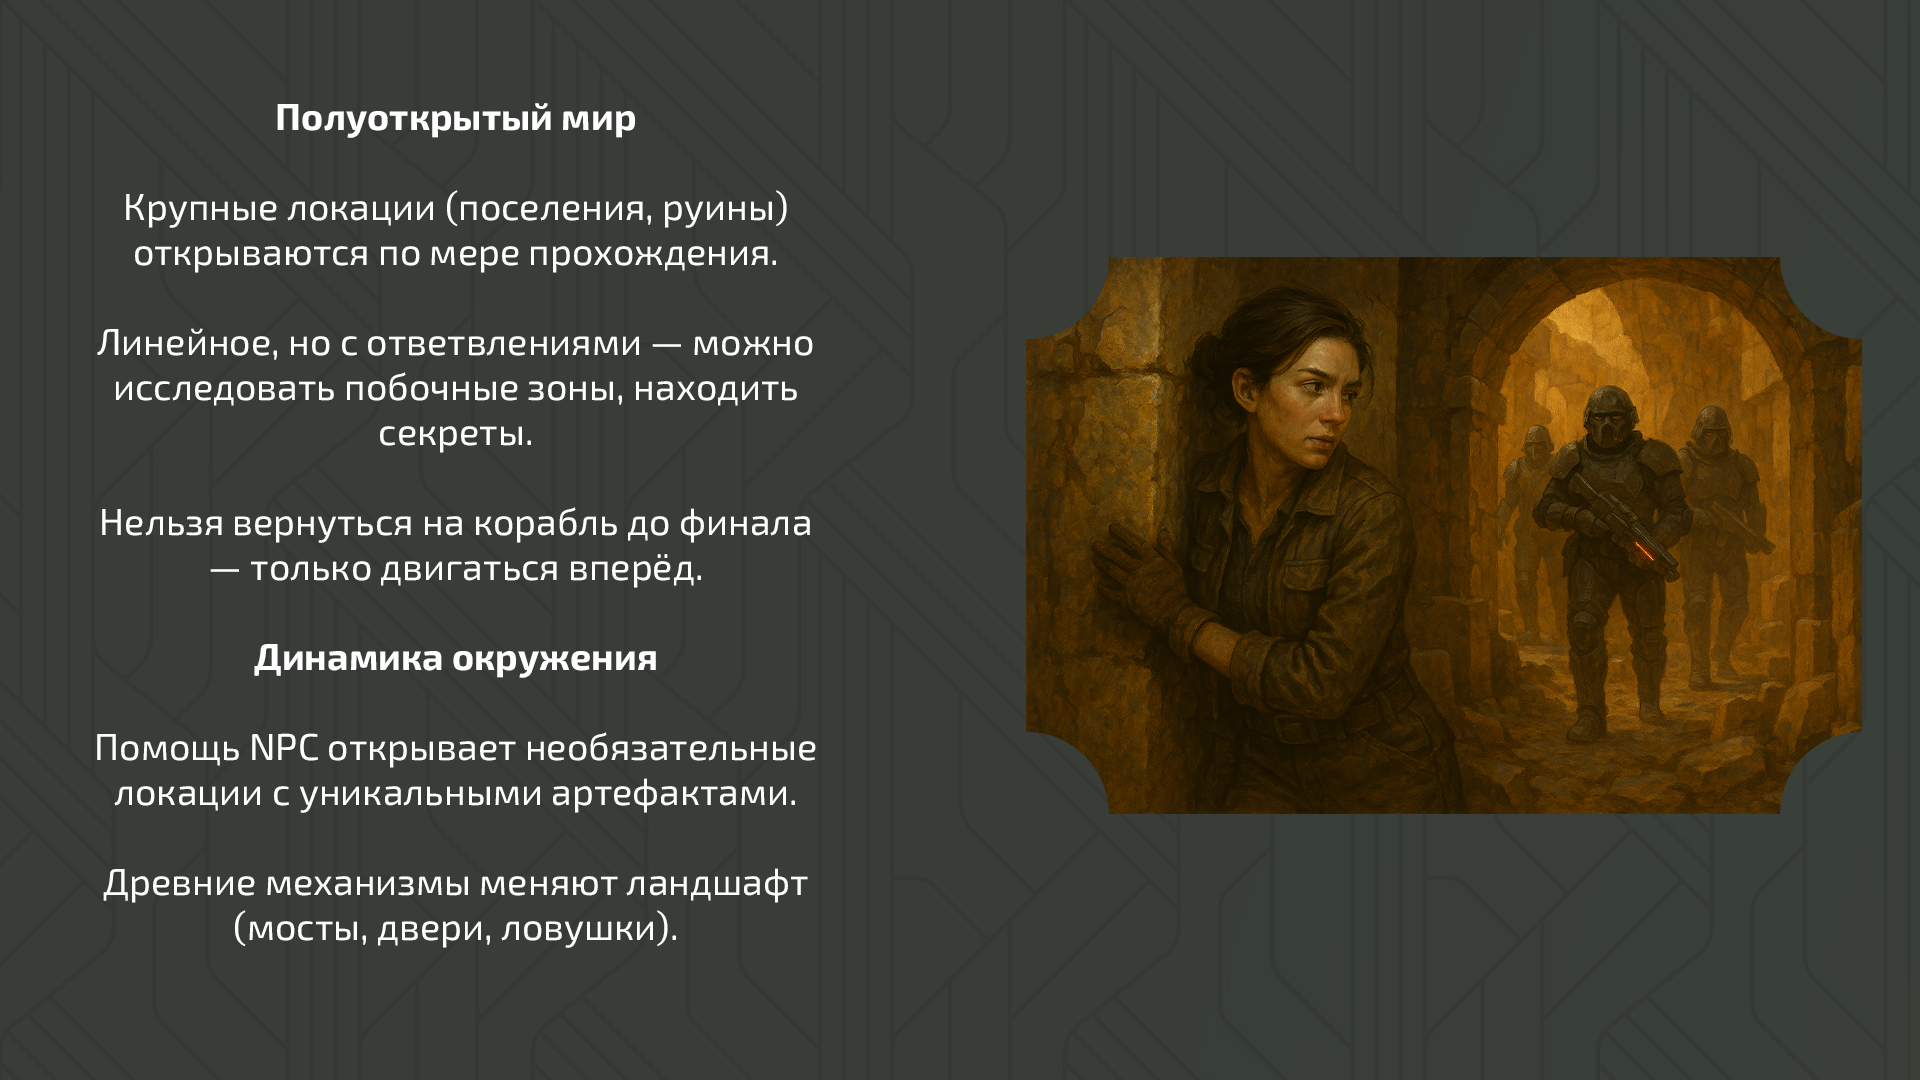 Полуоткрытый мир
Крупные локации (поселения, руины)
открываются по мере прохождения.
Линейное, но с ответвлениями — можно
исследовать побочные зоны, находить
секреты.
Нельзя вернуться на корабль до финала
— только двигаться вперёд.
Динамика окружения
Помощь NPC открывает необязательные
локации с уникальными артефактами.
Древние механизмы меняют ландшафт
(мосты, двери, ловушки).